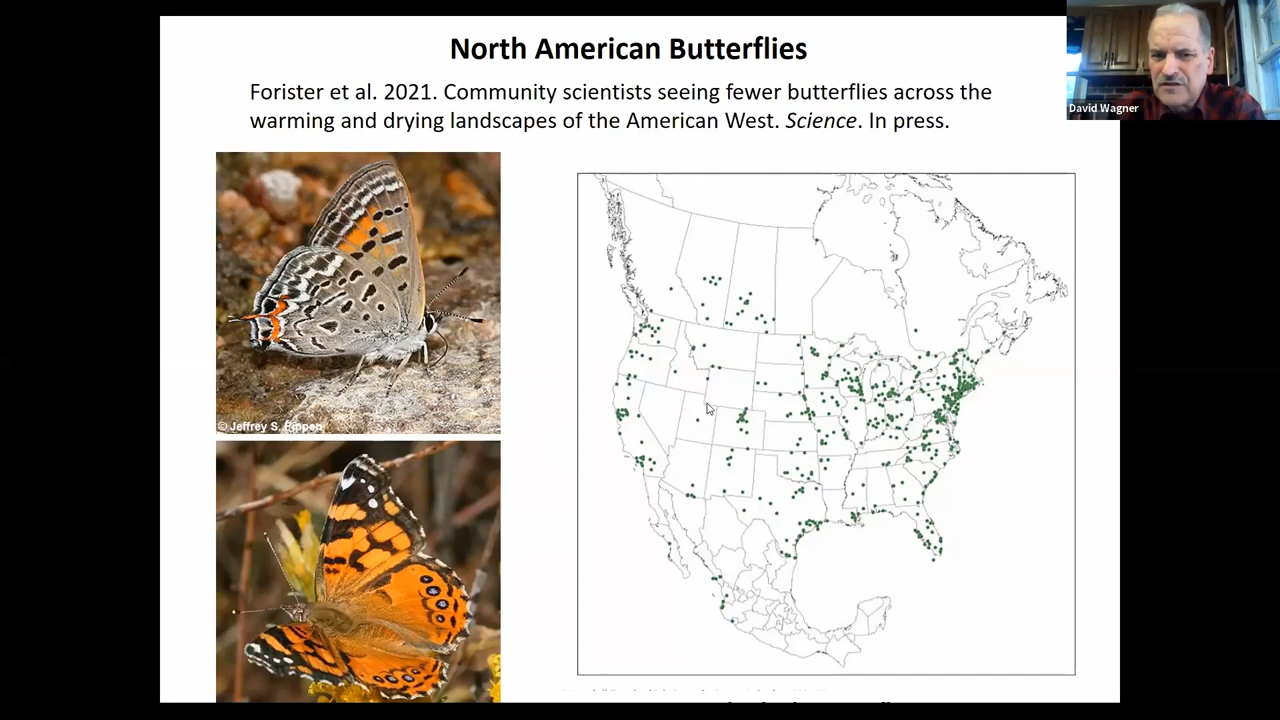 North American Butterflies
Forister et al. 2021. Community scientists seeing fewer butterflies across the
warming and drying landscapes of the American West. Science. In press.
David Wagner
© Jeffrey S. Pippen